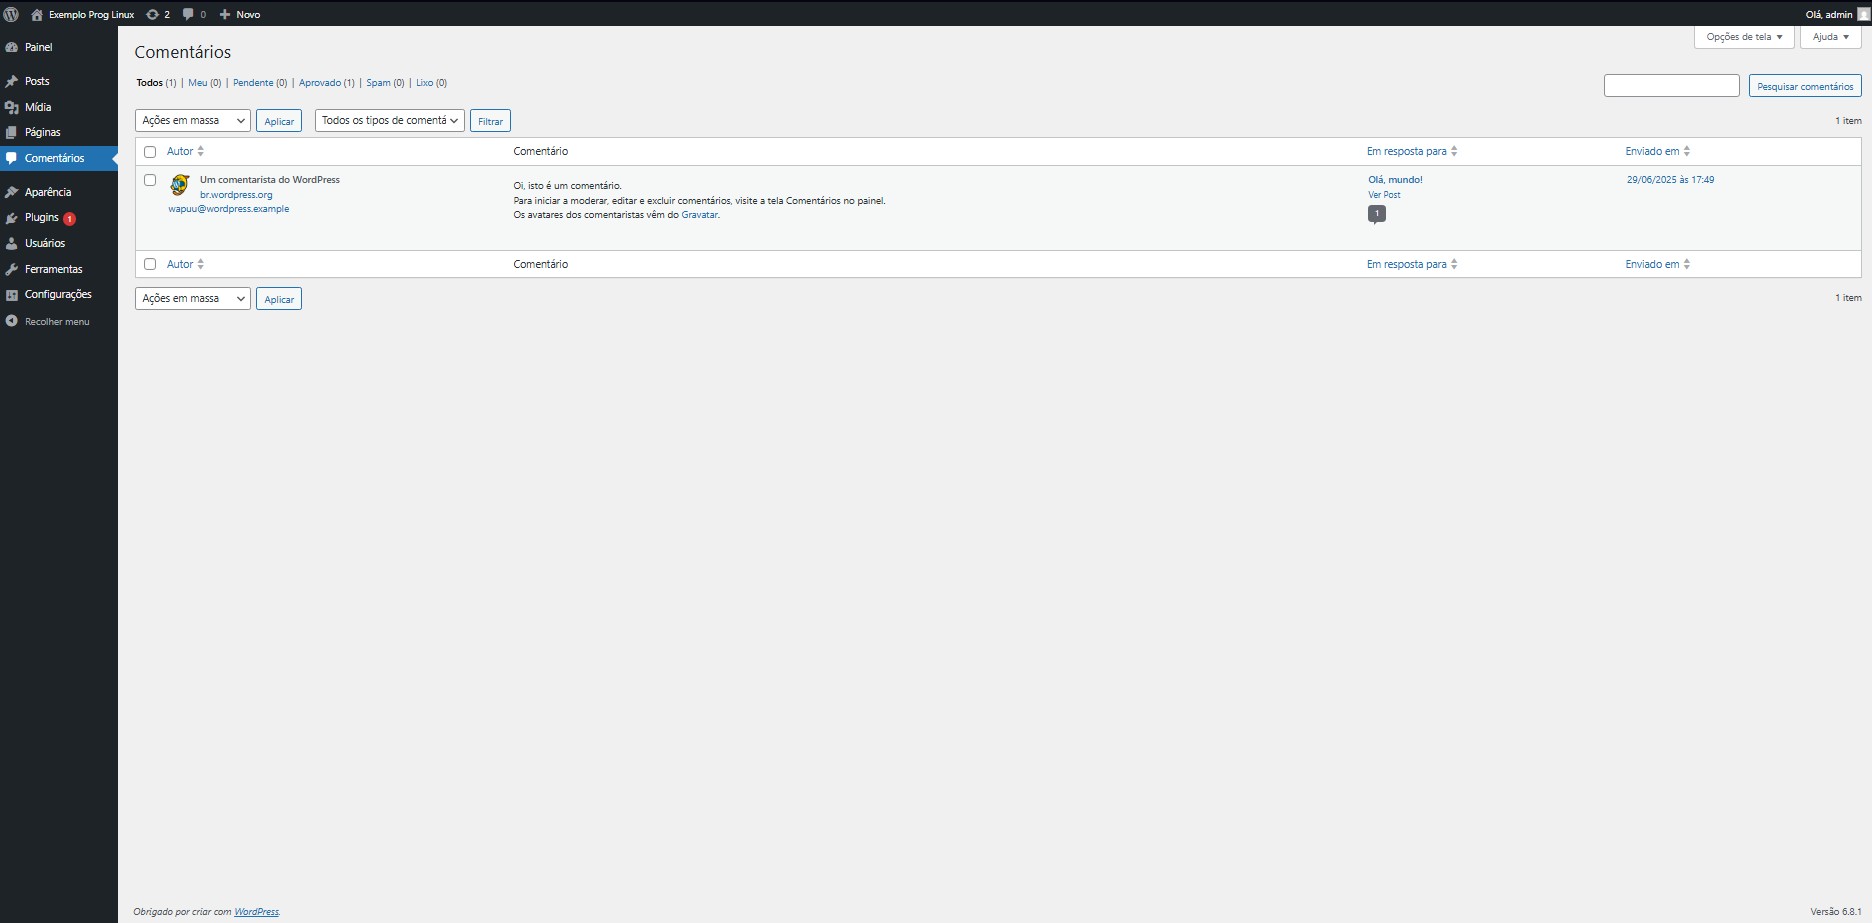 Exemplo Prog Linux 2 0 Novo Olá, admin
Painel
Posts
Mídia
Páginas
Comentários
Aparência
Plugins 1
Usuários
Ferramentas
Configurações
Recolher menu
Opções de tela Ajuda
Comentários
Todos (1) | Meu (0) | Pendente (0) | Aprovado (1) | Spam (0) | Lixo (0)
Pesquisar comentários
Ações em massa Aplicar Todos os tipos de comentá Filtrar 1 item
Autor Comentário Em resposta para Enviado em
Um comentarista do WordPress
br.wordpress.org
wapuu@wordpress.example
Oi, isto é um comentário.
Para iniciar a moderar, editar e excluir comentários, visite a tela Comentários no painel.
Os avatares dos comentaristas vêm do Gravatar.
Olá, mundo!
Ver Post
1
29/06/2025 às 17:49
Autor Comentário Em resposta para Enviado em
Ações em massa Aplicar 1 item
Obrigado por criar com WordPress. Versão 6.8.1